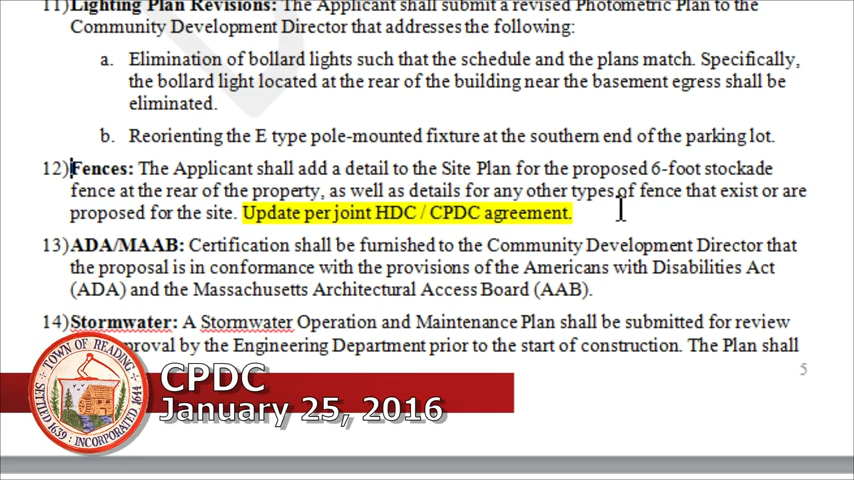 11) Lighting Plan Revisions: The Applicant shall submit a revised Photometric Plan to the
Community Development Director that addresses the following:
a. Elimination of bollard lights such that the schedule and the plans match. Specifically,
the bollard light located at the rear of the building near the basement egress shall be
eliminated.
b. Reorienting the E type pole-mounted fixture at the southern end of the parking lot.
12) Fences: The Applicant shall add a detail to the Site Plan for the proposed 6-foot stockade
fence at the rear of the property, as well as details for any other types of fence that exist or are
proposed for the site. Update per joint HDC / CPDC agreement.
13) ADA/MAAB: Certification shall be furnished to the Community Development Director that
the proposal is in conformance with the provisions of the Americans with Disabilities Act
(ADA) and the Massachusetts Architectural Access Board (AAB).
14) Stormwater: A Stormwater Operation and Maintenance Plan shall be submitted for review
by the Engineering Department prior to the start of construction. The Plan shall
5
TOWN OF READING
SETTLED 1639 : INCORPORATED 1644
CPDC
January 25, 2016